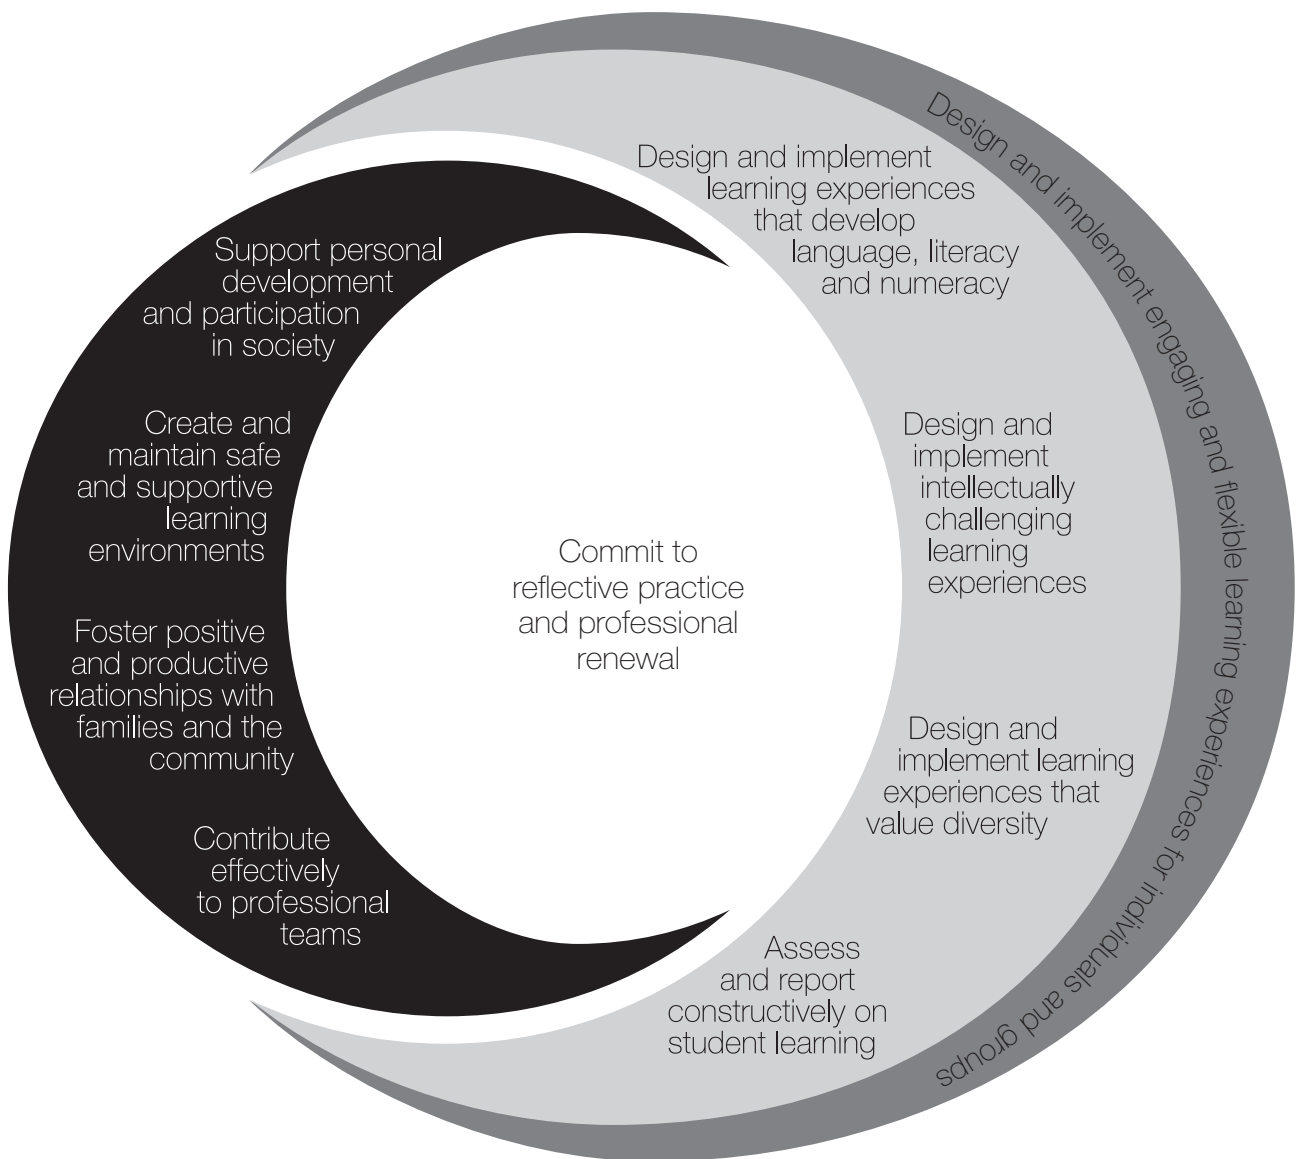 Support personal
development
and participation
in society
Create and
maintain safe
and supportive
learning
environments
Foster positive
and productive
relationships with
families and the
community
Contribute
effectively
to professional
teams
Commit to
reflective practice
and professional
renewal
Design and implement
learning experiences
that develop
language, literacy
and numeracy
Design and
implement
intellectually
challenging
learning
experiences
Design and
implement learning
experiences that
value diversity
Assess
and report
constructively on
student learning
Design and implement engaging and flexible learning experiences for individuals and groups